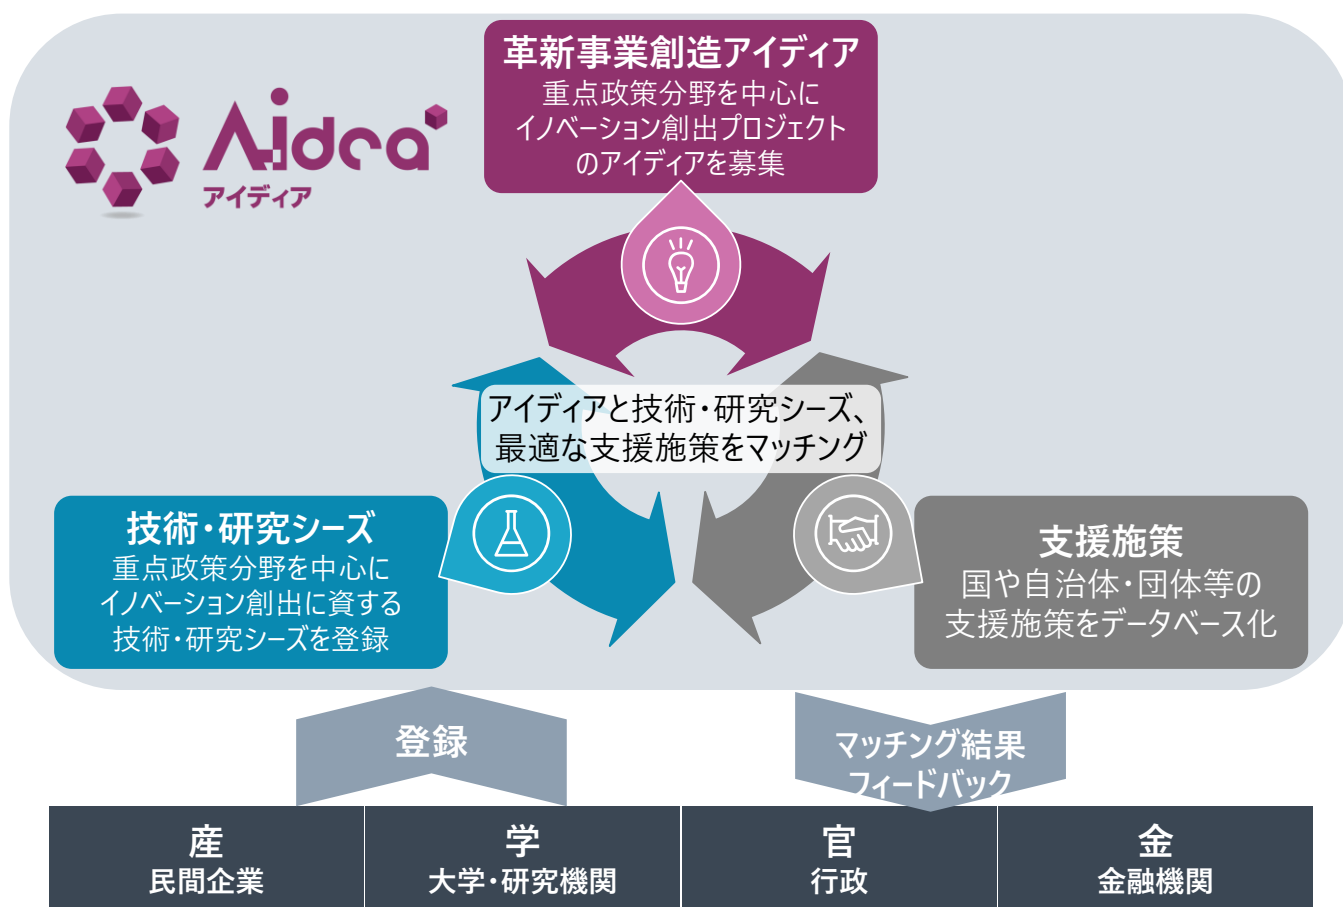 革新事業創造アイディア
重点政策分野を中心に
イノベーション創出プロジェクト
のアイディアを募集
Aidea
アイディア
アイディアと技術・研究シーズ、
最適な支援施策をマッチング
技術・研究シーズ
重点政策分野を中心に
イノベーション創出に資する
技術・研究シーズを登録
支援施策
国や自治体・団体等の
支援施策をデータベース化
登録
マッチング結果
フィードバック
産
民間企業
学
大学・研究機関
官
行政
金
金融機関